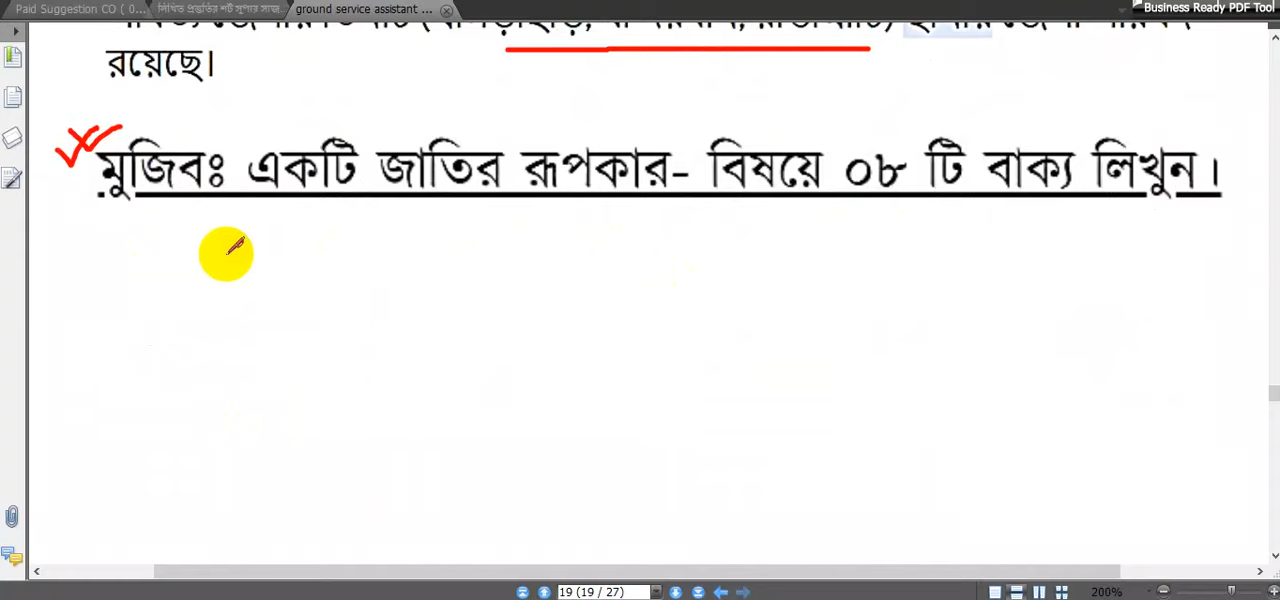 Paid Suggestion CO ( 0...
ground service assistant ...
Business Ready PDF Tool
রয়েছে।
মুজিবঃ একটি জাতির রূপকার- বিষয়ে ০৮ টি বাক্য লিখুন।
19 (19 / 27)
200%